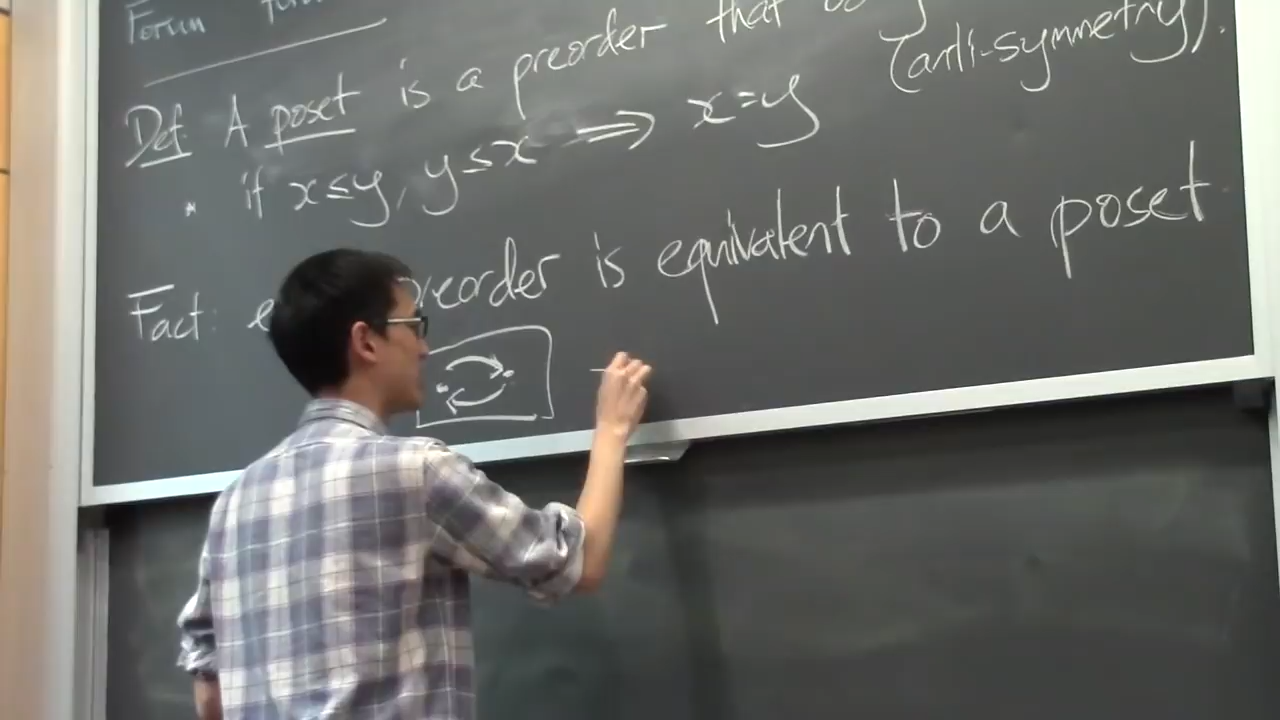 Forum
Def: A poset is a preorder that
• if x≤y, y≤x ⟹ x=y (anti-symmetry).
Fact: preorder is equivalent to a poset